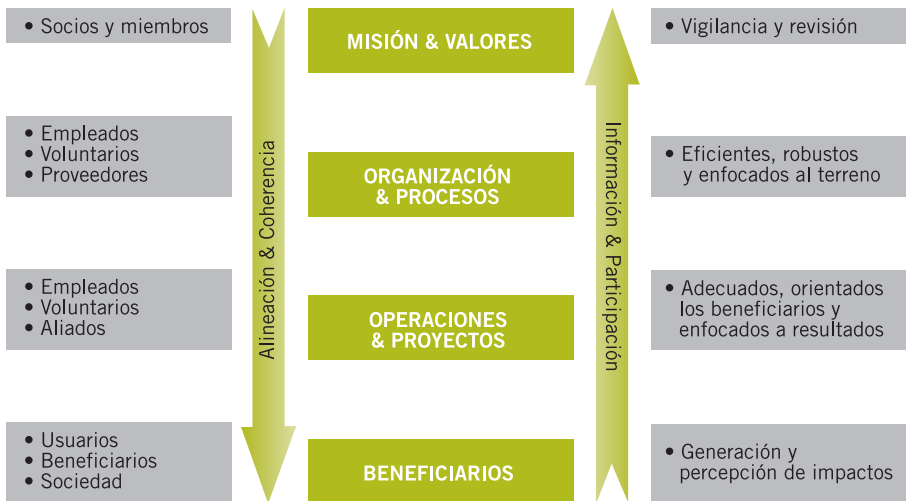 • Socios y miembros
MISIÓN & VALORES
• Vigilancia y revisión
• Empleados
• Voluntarios
• Proveedores
ORGANIZACIÓN
& PROCESOS
• Eficientes, robustos
y enfocados al terreno
Alineación & Coherencia
Información & Participación
• Empleados
• Voluntarios
• Aliados
OPERACIONES
& PROYECTOS
• Adecuados, orientados
los beneficiarios y
enfocados a resultados
• Usuarios
• Beneficiarios
• Sociedad
BENEFICIARIOS
• Generación y
percepción de impactos